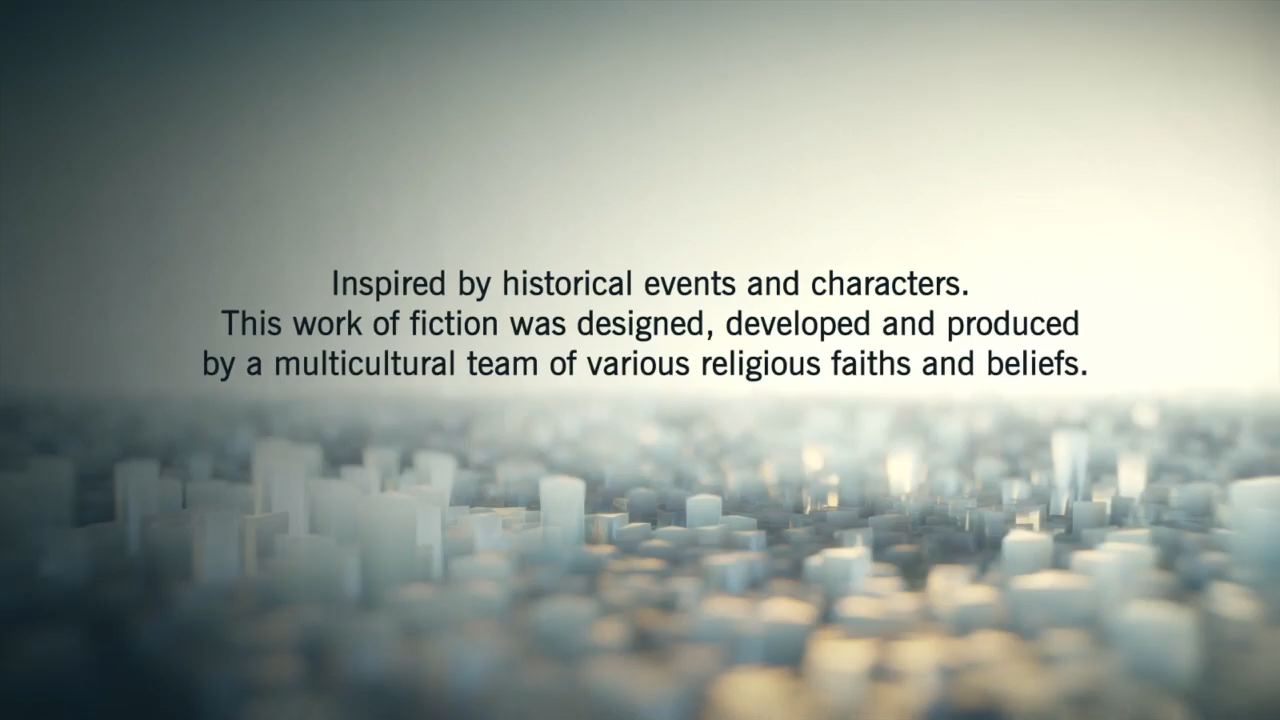 Inspired by historical events and characters.
This work of fiction was designed, developed and produced
by a multicultural team of various religious faiths and beliefs.